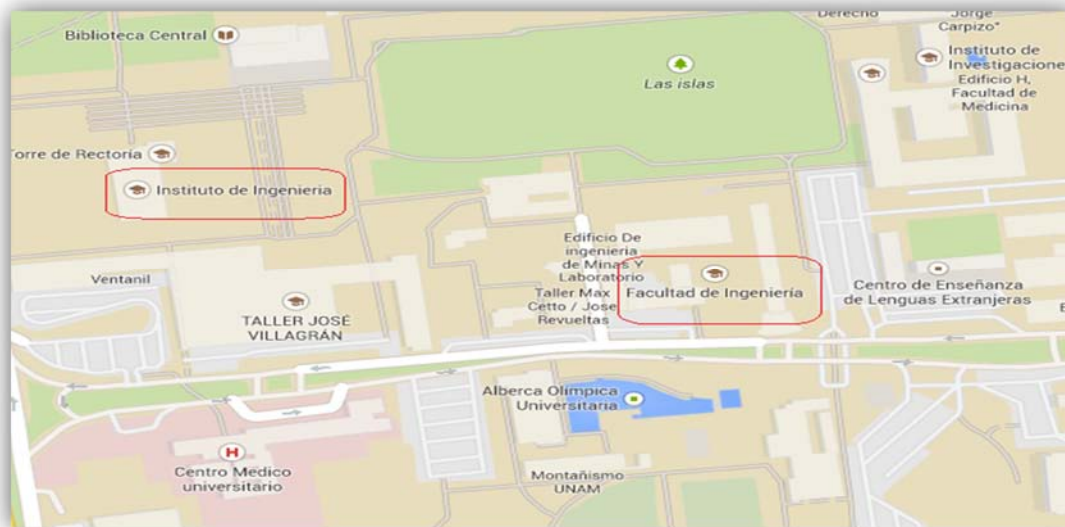 Biblioteca Central
Las islas
Derecho
Jorge
Carpizo"
Instituto de
Investigacione
Edificio H,
Facultad de
Medicina
Torre de Rectoría
Instituto de Ingenieria
Ventanil
TALLER JOSÉ
VILLAGRÁN
Edificio De
ingenieria
de Minas Y
Laboratorio
Taller Max
Cetto / Jose
Revueltas
Facultad de Ingeniería
Centro de Enseñanza
de Lenguas Extranjeras
Alberca Olímpica
Universitaria
H
Centro Medico
universitario
Montañismo
UNAM